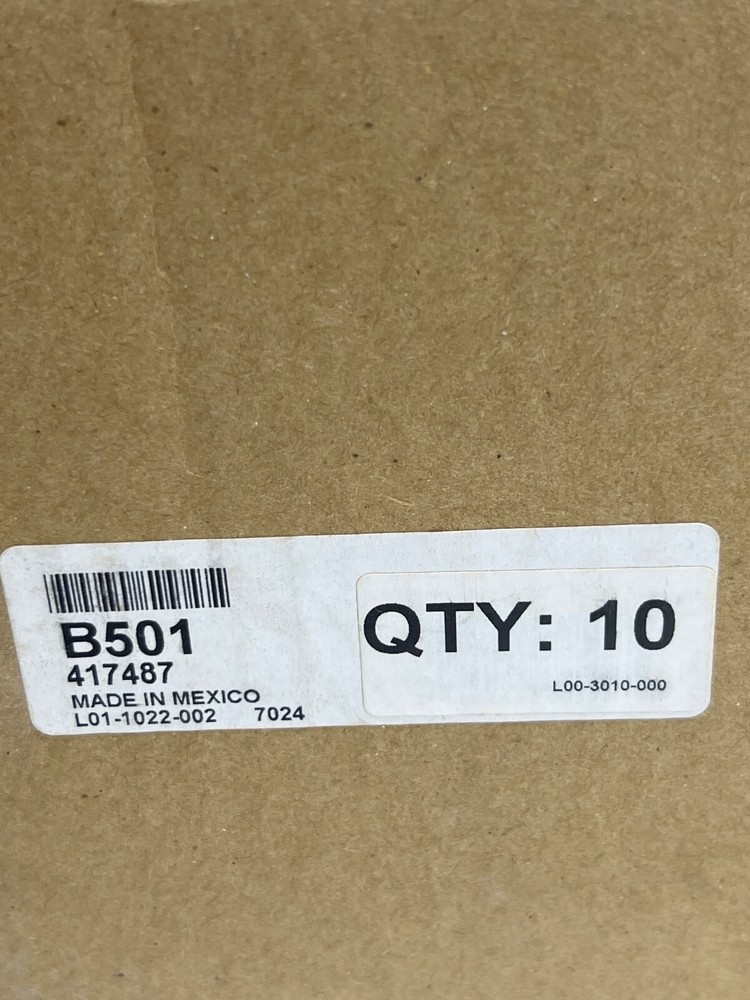 B501
417487
MADE IN MEXICO
L01-1022-002 7024
QTY: 10
L00-3010-000